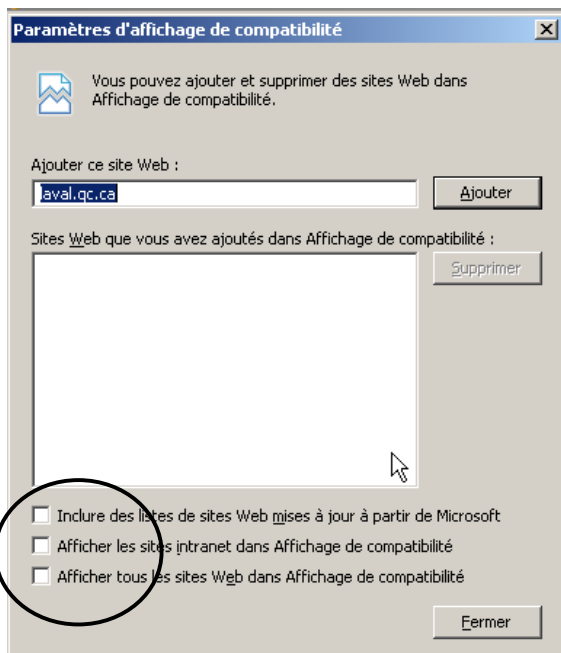 Paramètres d'affichage de compatibilité
Vous pouvez ajouter et supprimer des sites Web dans
Affichage de compatibilité.
Ajouter ce site Web :
laval.qc.ca
Ajouter
Sites Web que vous avez ajoutés dans Affichage de compatibilité :
Supprimer
Inclure des listes de sites Web mises à jour à partir de Microsoft
Afficher les sites intranet dans Affichage de compatibilité
Afficher tous les sites Web dans Affichage de compatibilité
Fermer